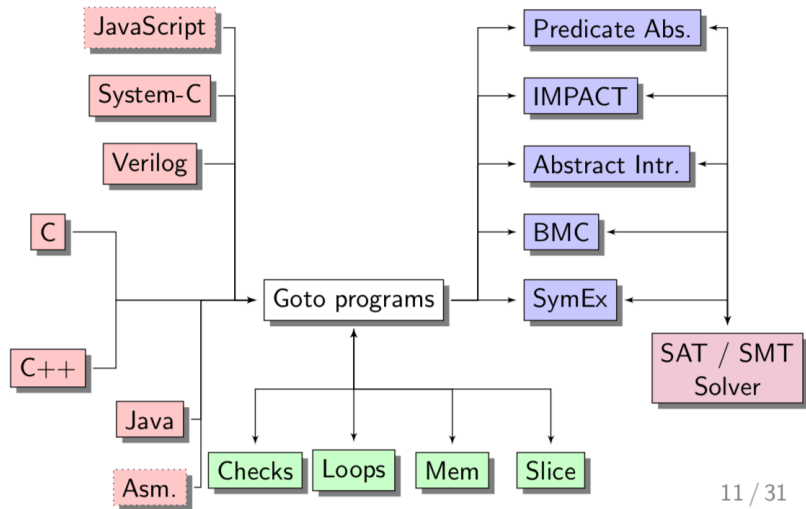 JavaScript
System-C
Verilog
C
C++
Java
Asm.
Goto programs
Checks
Loops
Mem
Slice
Predicate Abs.
IMPACT
Abstract Intr.
BMC
SymEx
SAT / SMT
Solver
11 / 31